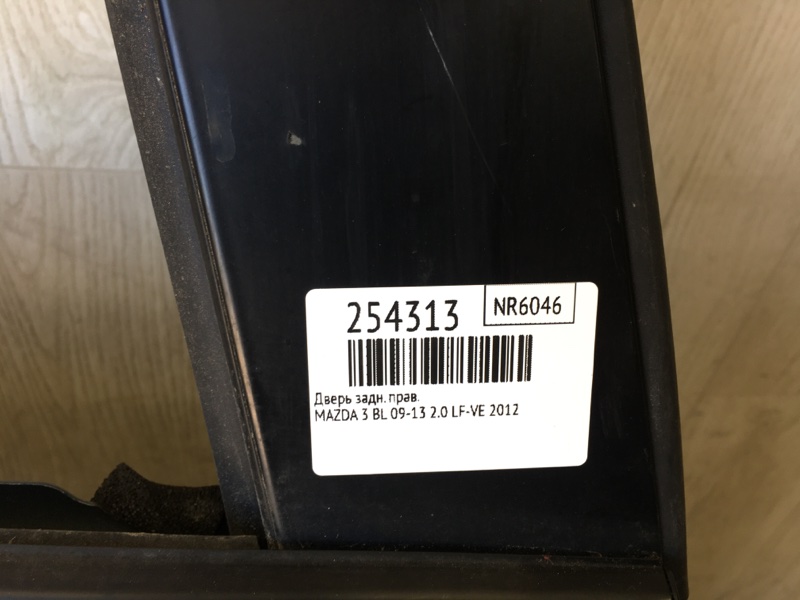 254313 NR6046
Дверь задн. прав.
MAZDA 3 BL 09-13 2.0 LF-VE 2012